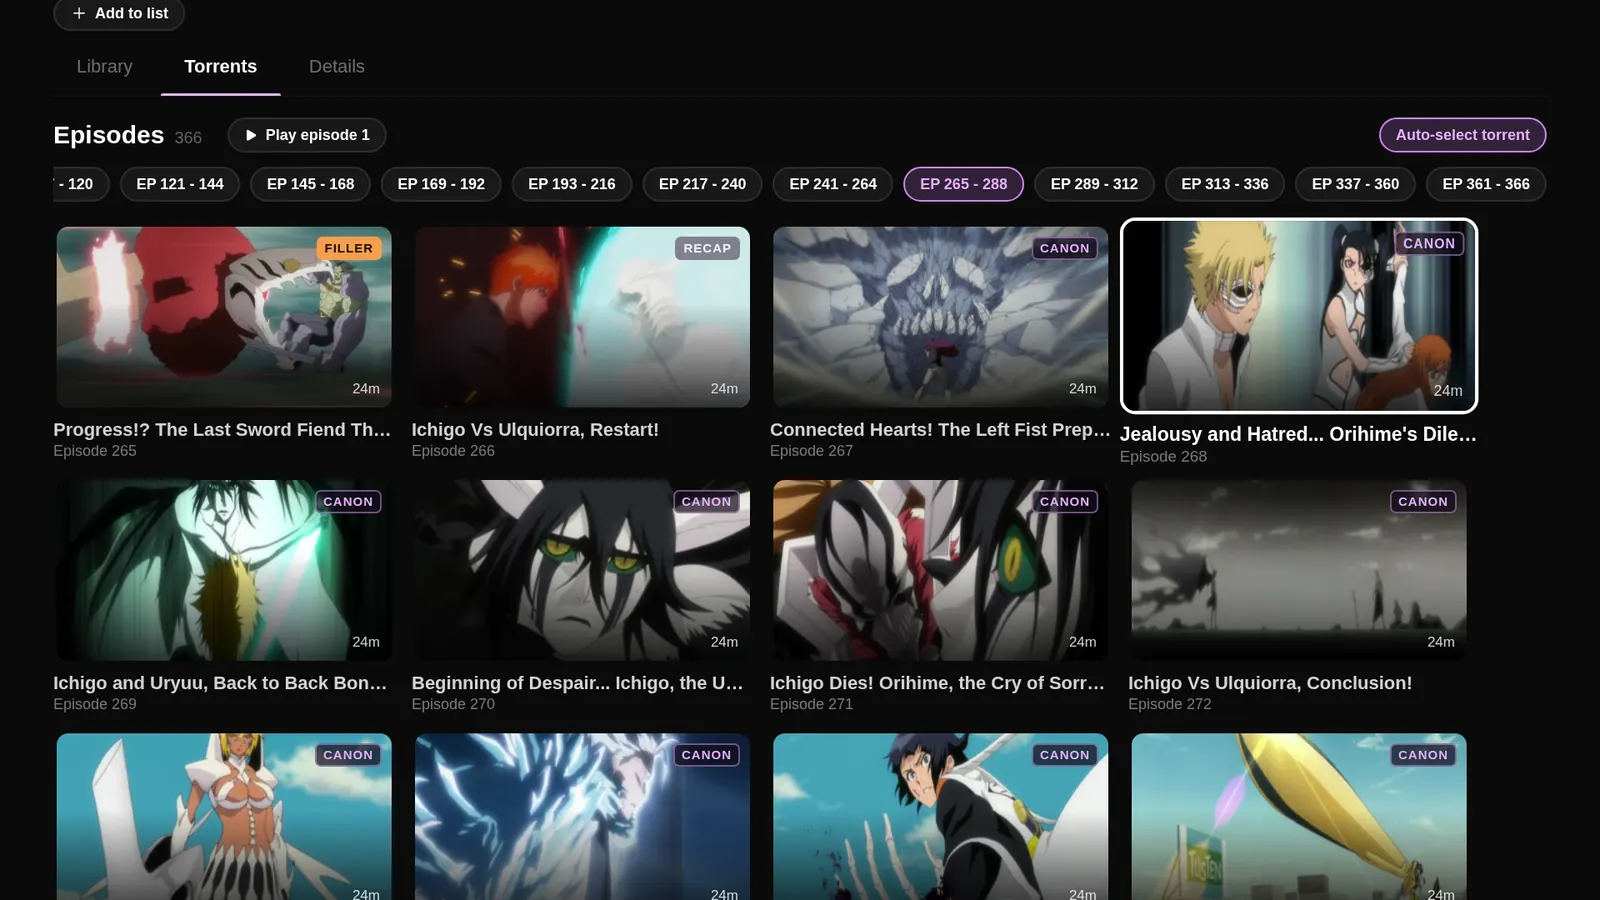 Add to list
Library
Torrents
Details
Episodes 366
Play episode 1
Auto-select torrent
- 120
EP 121 - 144
EP 145 - 168
EP 169 - 192
EP 193 - 216
EP 217 - 240
EP 241 - 264
EP 265 - 288
EP 289 - 312
EP 313 - 336
EP 337 - 360
EP 361 - 366
FILLER
24m
Progress!? The Last Sword Fiend Th...
Episode 265
RECAP
24m
Ichigo Vs Ulquiorra, Restart!
Episode 266
CANON
24m
Connected Hearts! The Left Fist Prep...
Episode 267
CANON
24m
Jealousy and Hatred... Orihime's Dile...
Episode 268
CANON
24m
Ichigo and Uryuu, Back to Back Bon...
Episode 269
CANON
24m
Beginning of Despair... Ichigo, the U...
Episode 270
CANON
24m
Ichigo Dies! Orihime, the Cry of Sorr...
Episode 271
CANON
24m
Ichigo Vs Ulquiorra, Conclusion!
Episode 272
CANON
24m
CANON
24m
CANON
24m
CANON
TUSTEN
24m